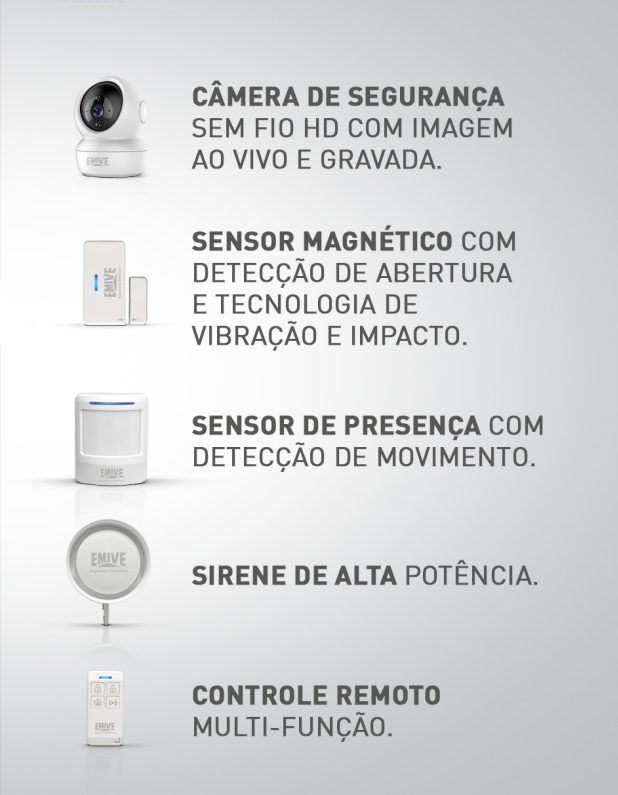 CÂMERA DE SEGURANÇA
SEM FIO HD COM IMAGEM
AO VIVO E GRAVADA.
EMIVE
SENSOR MAGNÉTICO COM
DETECÇÃO DE ABERTURA
E TECNOLOGIA DE
VIBRAÇÃO E IMPACTO.
EMIVE
SENSOR DE PRESENÇA COM
DETECÇÃO DE MOVIMENTO.
EMIVE
EMIVE
SIRENE DE ALTA POTÊNCIA.
CONTROLE REMOTO
MULTI-FUNÇÃO.
EMIVE